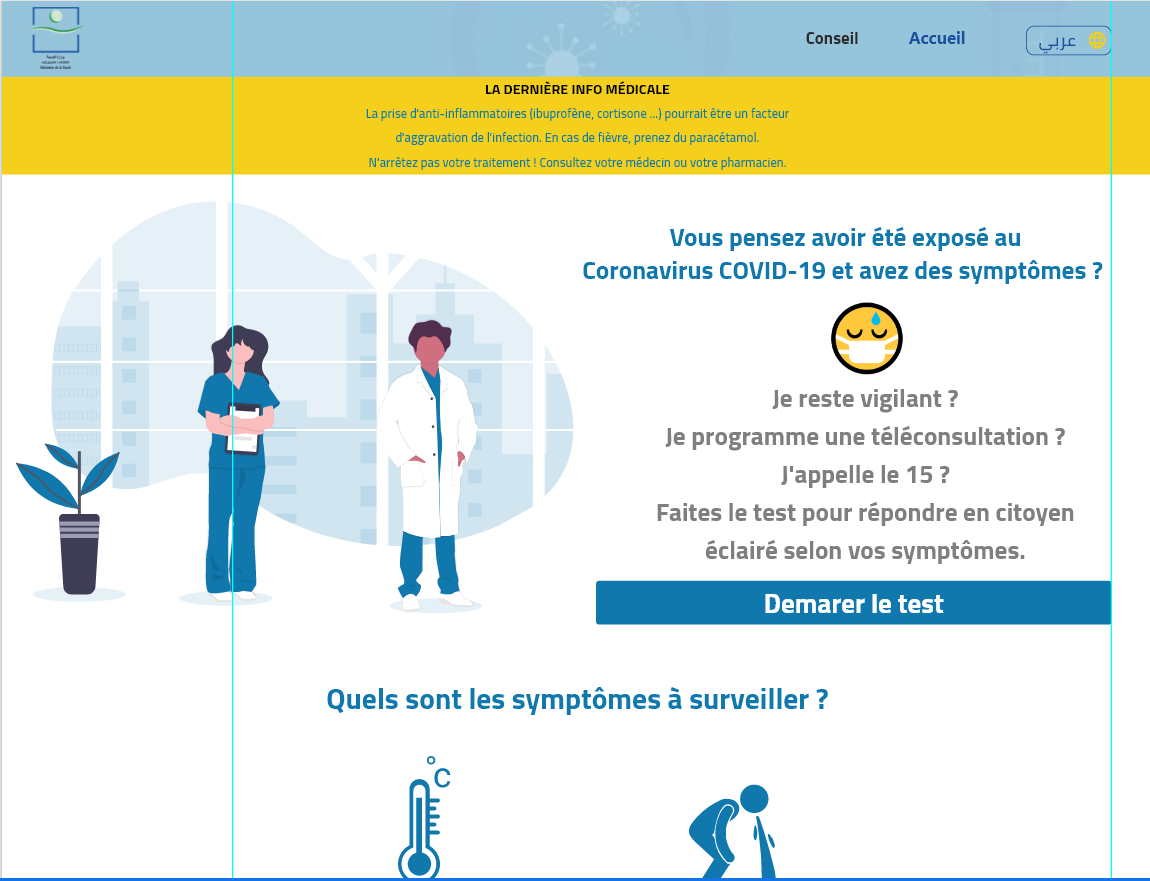 Conseil
Accueil
عربي
LA DERNIÈRE INFO MÉDICALE
La prise d'anti-inflammatoires (ibuprofène, cortisone ...) pourrait être un facteur
d'aggravation de l'infection. En cas de fièvre, prenez du paracétamol.
N'arrêtez pas votre traitement ! Consultez votre médecin ou votre pharmacien.
Vous pensez avoir été exposé au
Coronavirus COVID-19 et avez des symptômes ?
Je reste vigilant ?
Je programme une téléconsultation ?
J'appelle le 15 ?
Faites le test pour répondre en citoyen
éclairé selon vos symptômes.
Demarer le test
Quels sont les symptômes à surveiller ?
°C